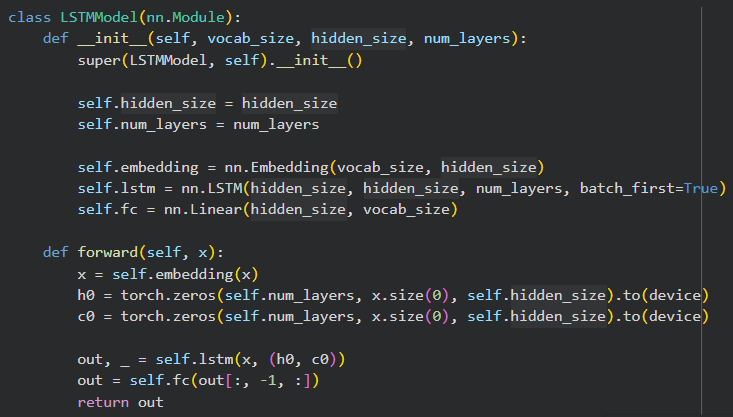 class LSTMModel(nn.Module):
    def __init__(self, vocab_size, hidden_size, num_layers):
        super(LSTMModel, self).__init__()
        self.hidden_size = hidden_size
        self.num_layers = num_layers
        self.embedding = nn.Embedding(vocab_size, hidden_size)
        self.lstm = nn.LSTM(hidden_size, hidden_size, num_layers, batch_first=True)
        self.fc = nn.Linear(hidden_size, vocab_size)
    def forward(self, x):
        x = self.embedding(x)
        h0 = torch.zeros(self.num_layers, x.size(0), self.hidden_size).to(device)
        c0 = torch.zeros(self.num_layers, x.size(0), self.hidden_size).to(device)
        out, _ = self.lstm(x, (h0, c0))
        out = self.fc(out[:, -1, :])
        return out